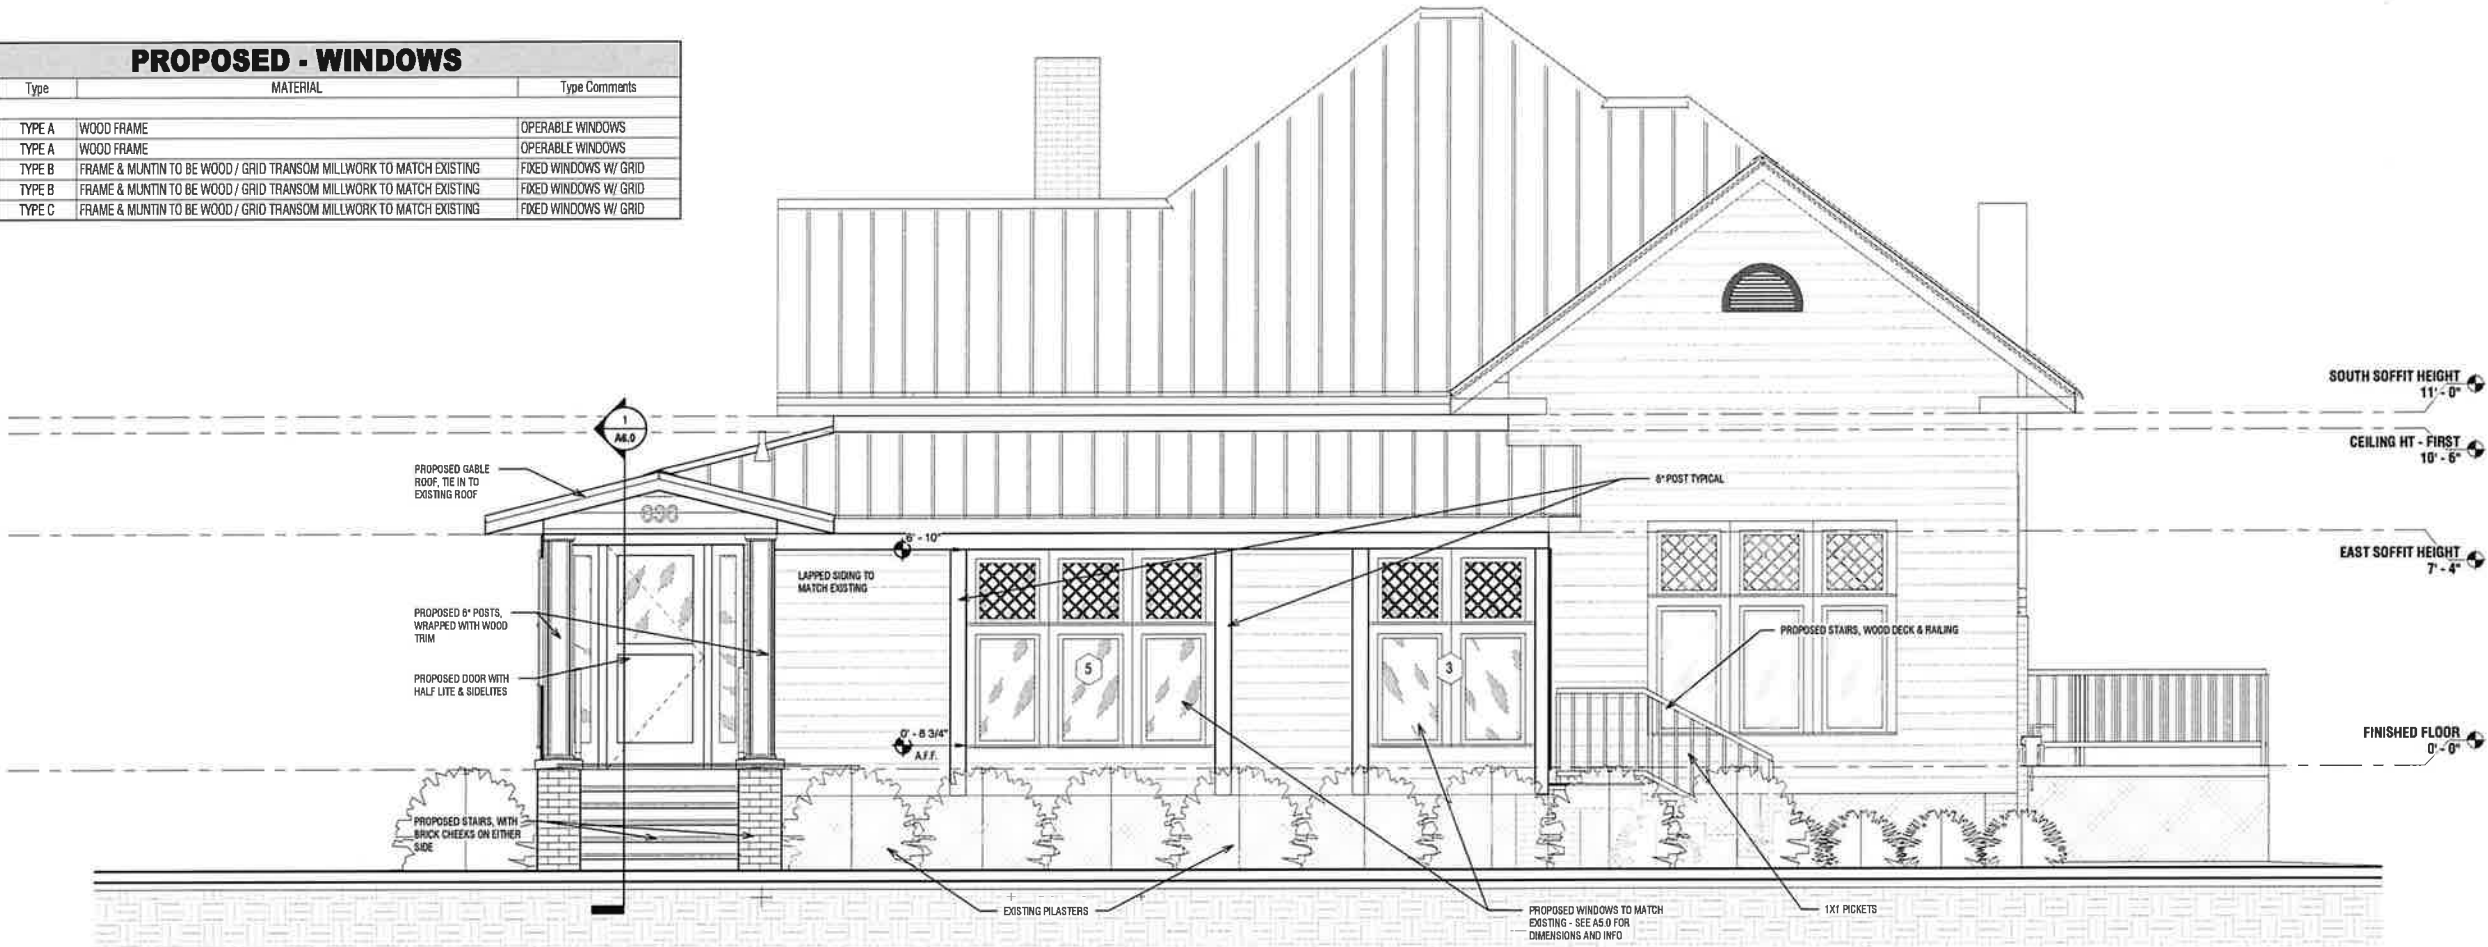 PROPOSED - WINDOWS
Type MATERIAL Type Comments
TYPE A WOOD FRAME OPERABLE WINDOWS
TYPE A WOOD FRAME OPERABLE WINDOWS
TYPE B FRAME & MUNTIN TO BE WOOD / GRID TRANSOM MILLWORK TO MATCH EXISTING FIXED WINDOWS W/ GRID
TYPE B FRAME & MUNTIN TO BE WOOD / GRID TRANSOM MILLWORK TO MATCH EXISTING FIXED WINDOWS W/ GRID
TYPE C FRAME & MUNTIN TO BE WOOD / GRID TRANSOM MILLWORK TO MATCH EXISTING FIXED WINDOWS W/ GRID
SOUTH SOFFIT HEIGHT
11' - 0"
1
A6.0
CEILING HT - FIRST
10' - 6"
PROPOSED GABLE
ROOF, TIE IN TO
EXISTING ROOF
6" POST TYPICAL
6' - 10"
EAST SOFFIT HEIGHT
7' - 4"
LAPPED SIDING TO
MATCH EXISTING
PROPOSED 8" POSTS,
WRAPPED WITH WOOD
TRIM
PROPOSED STAIRS, WOOD DECK & RAILING
5
3
PROPOSED DOOR WITH
HALF LITE & SIDELITES
0' - 8 3/4"
A.F.F.
FINISHED FLOOR
0' - 0"
PROPOSED STAIRS, WITH
BRICK CHEEKS ON EITHER
SIDE
EXISTING PILASTERS
PROPOSED WINDOWS TO MATCH
EXISTING - SEE A5.0 FOR
DIMENSIONS AND INFO
1X1 PICKETS